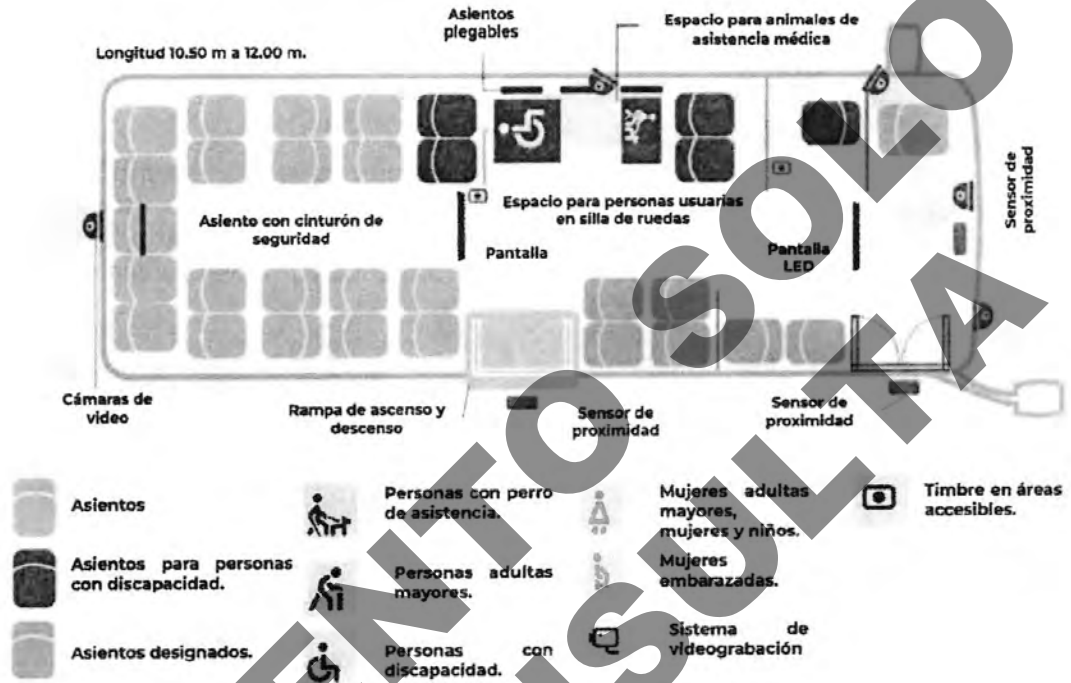 Asientos
plegables
Espacio para animales de
asistencia médica
Longitud 10.50 m a 12.00 m.
Sensor de
proximidad
Asiento con cinturón de
seguridad
Espacio para personas usuarias
en silla de ruedas
Pantalla
Pantalla
LED
Cámaras de
video
Rampa de ascenso y
descenso
Sensor de
proximidad
Sensor de
proximidad
Asientos
Asientos para personas
con discapacidad.
Asientos designados.
Personas con perro
de asistencia.
Personas adultas
mayores.
Personas con
discapacidad.
Mujeres adultas
mayores,
mujeres y niños.
Mujeres
embarazadas.
Sistema de
videograbación
Timbre en áreas
accesibles.
ENTO SOLO
NSULTA